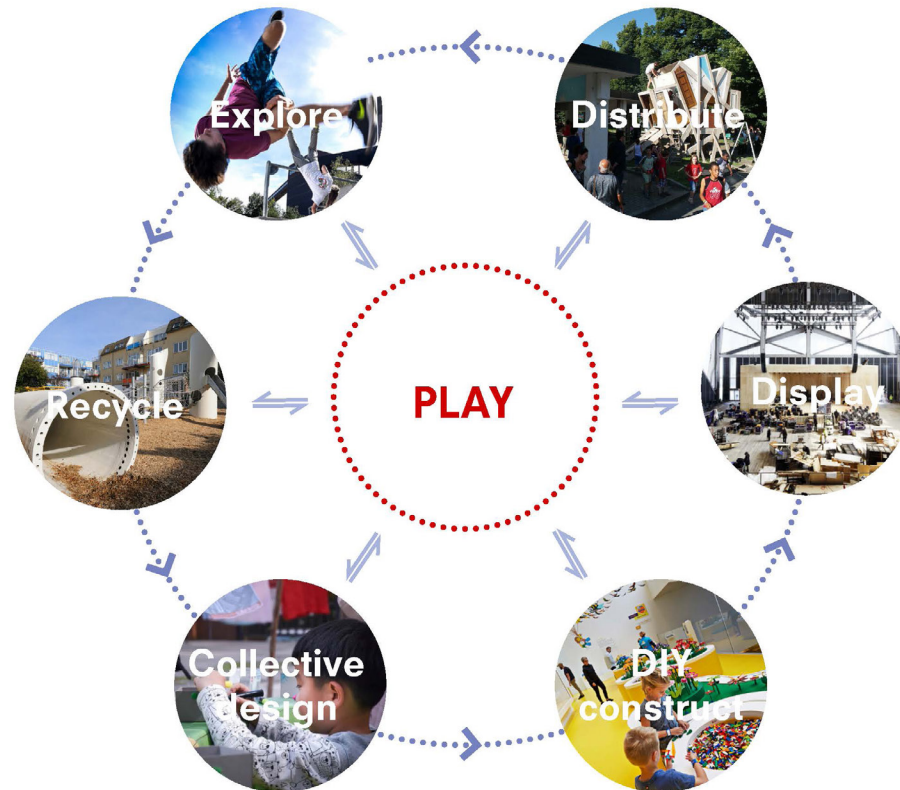 Explore
Distribute
Recycle
PLAY
Display
Collective
design
DIY
construct